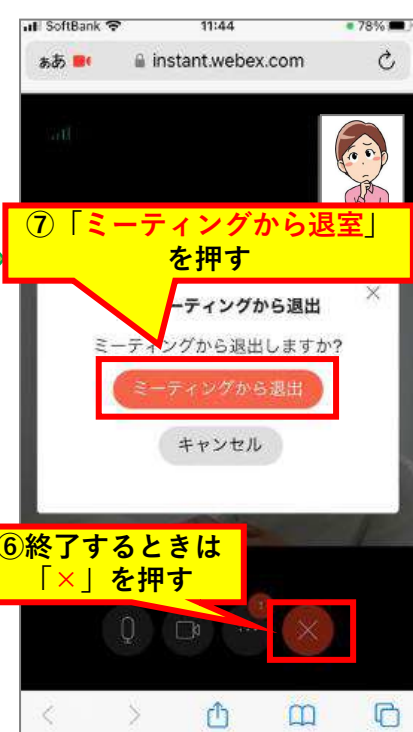 SoftBank 11:44 78%
ああ instant.webex.com
⑦「ミーティングから退室」
を押す
ーティングから退出
ミーティングから退出しますか?
ミーティングから退出
キャンセル
⑥終了するときは
「×」を押す